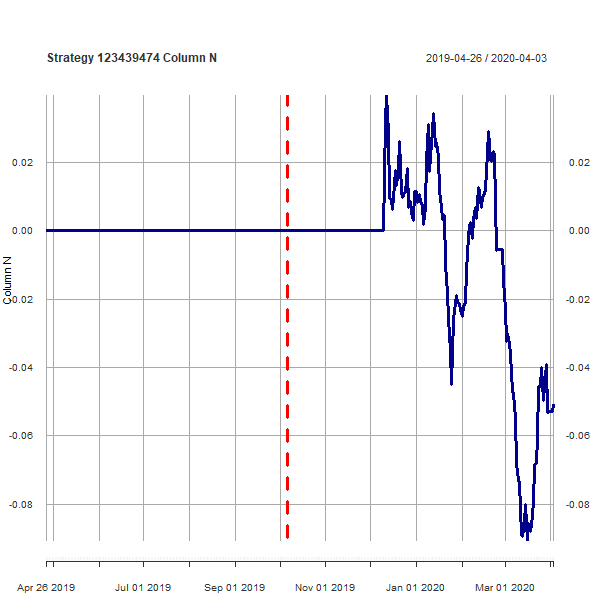 Strategy 123439474 Column N
2019-04-26 / 2020-04-03
0.02 0.02
0.00 0.00
Column N
-0.02 -0.02
-0.04 -0.04
-0.06 -0.06
-0.08 -0.08
Apr 26 2019 Jul 01 2019 Sep 01 2019 Nov 01 2019 Jan 01 2020 Mar 01 2020